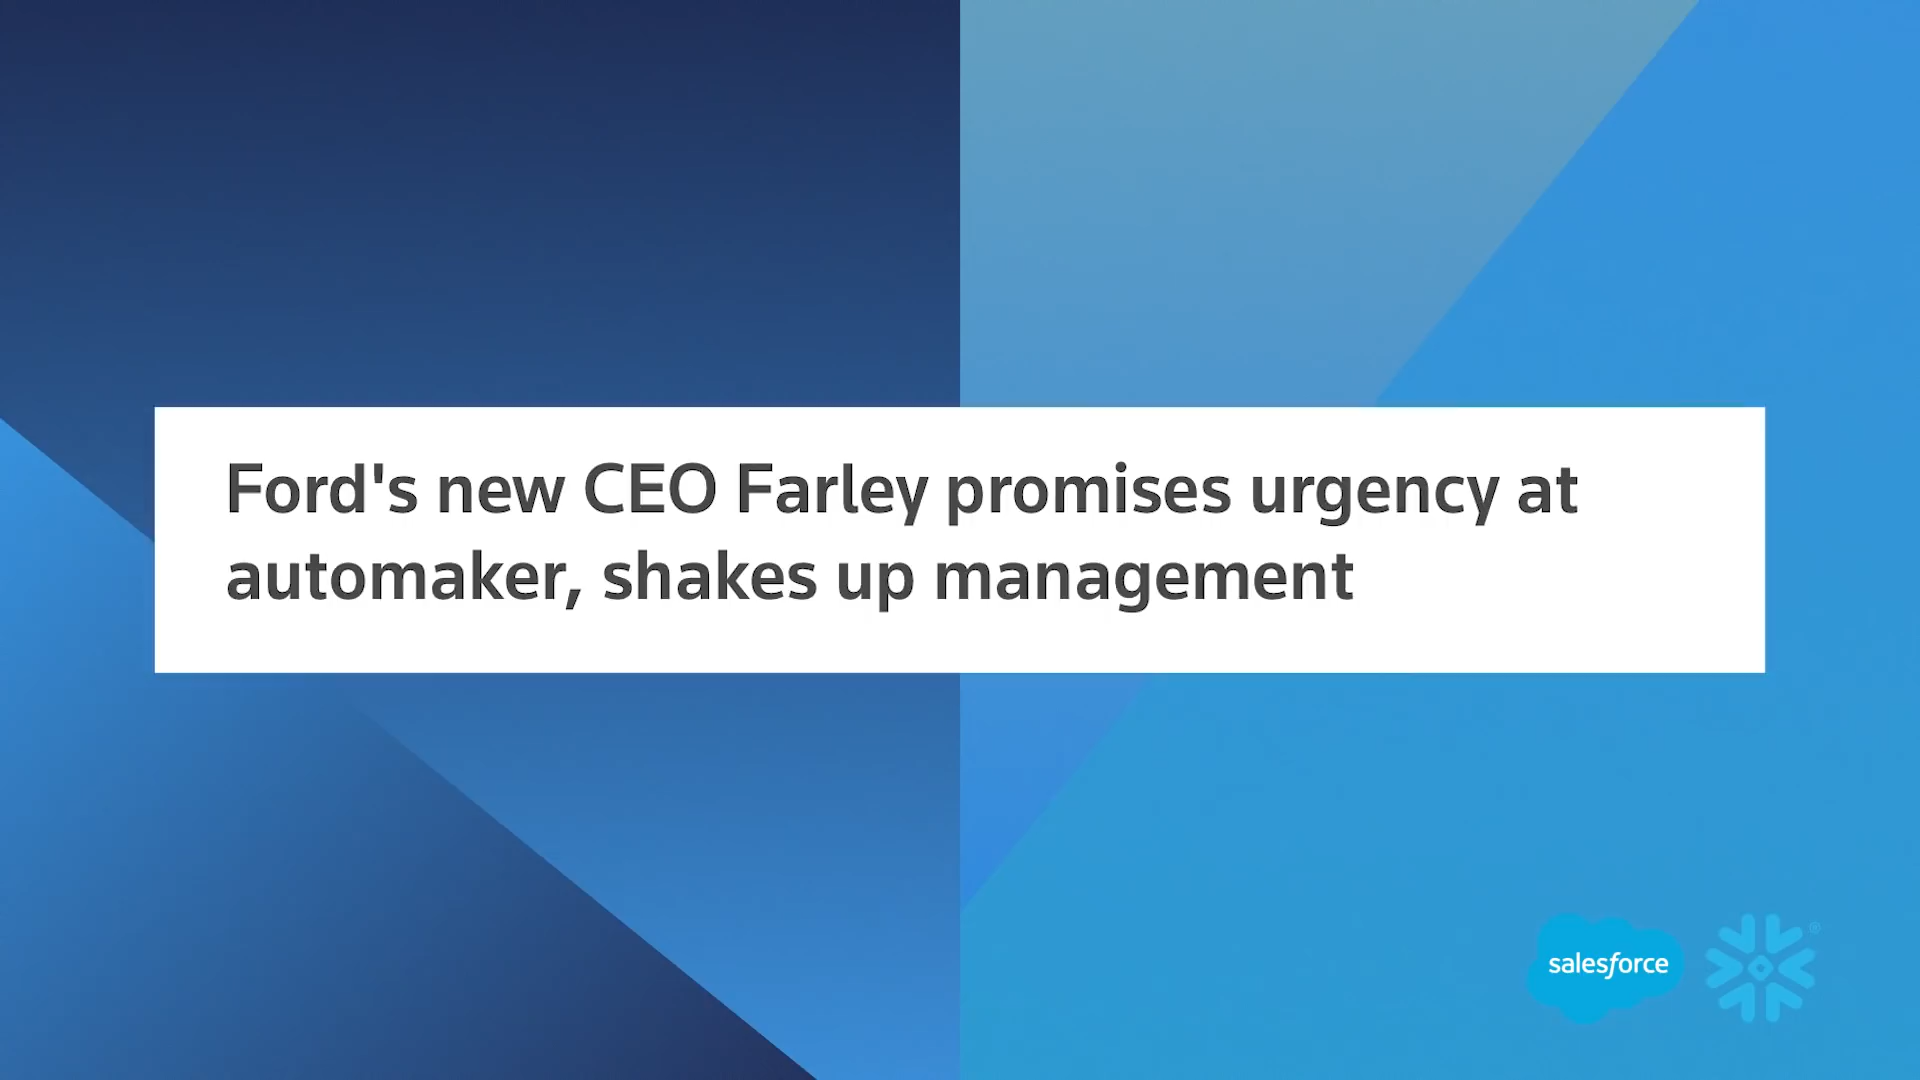 Ford's new CEO Farley promises urgency at
automaker, shakes up management
salesforce
®